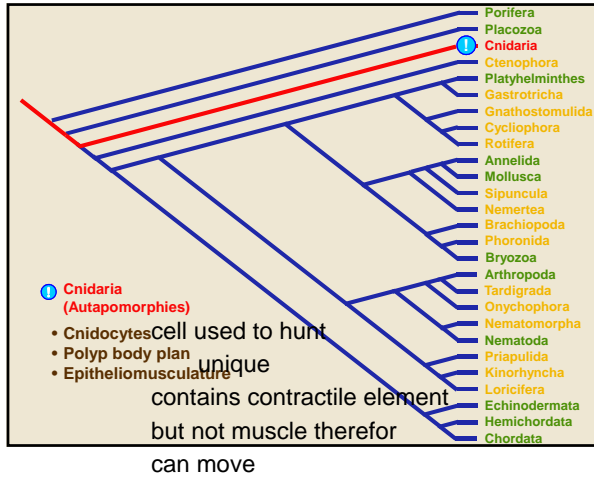 Porifera
Placozoa
! Cnidaria
Ctenophora
Platyhelminthes
Gastrotricha
Gnathostomulida
Cycliophora
Rotifera
Annelida
Mollusca
Sipuncula
Nemertea
Brachiopoda
Phoronida
Bryozoa
Arthropoda
Tardigrada
Onychophora
Nematomorpha
Nematoda
Priapulida
Kinorhyncha
Loricifera
Echinodermata
Hemichordata
Chordata
! Cnidaria
(Autapomorphies)
• Cnidocytes cell used to hunt
• Polyp body plan unique
• Epitheliomusculature
contains contractile element
but not muscle therefor
can move